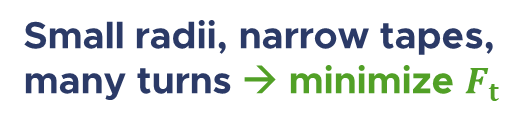 Small radii, narrow tapes,
many turns → minimize Fₜ